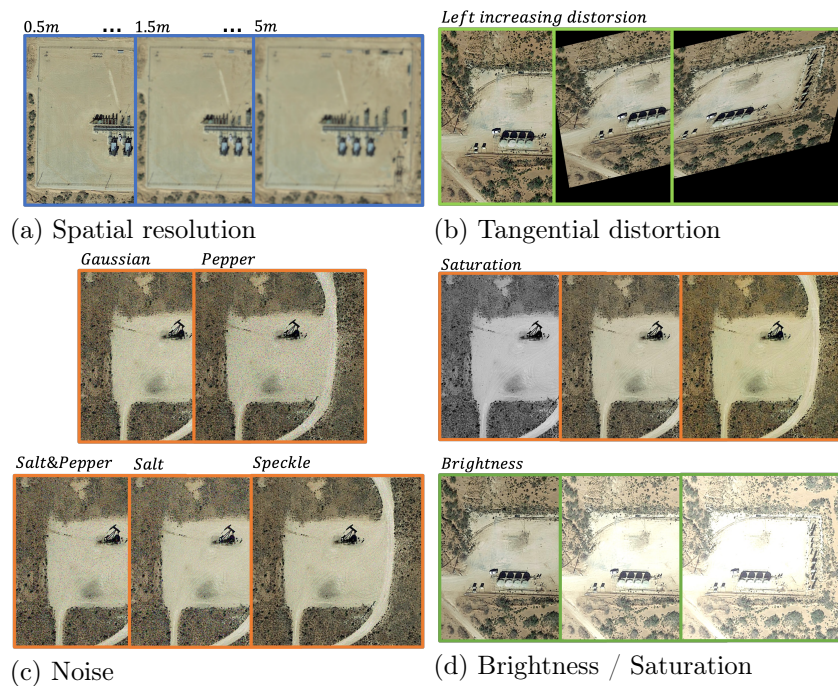 0.5m ... 1.5m ... 5m
(a) Spatial resolution
Left increasing distorsion
(b) Tangential distortion
Gaussian Pepper
Salt&Pepper Salt Speckle
(c) Noise
Saturation
Brightness
(d) Brightness / Saturation